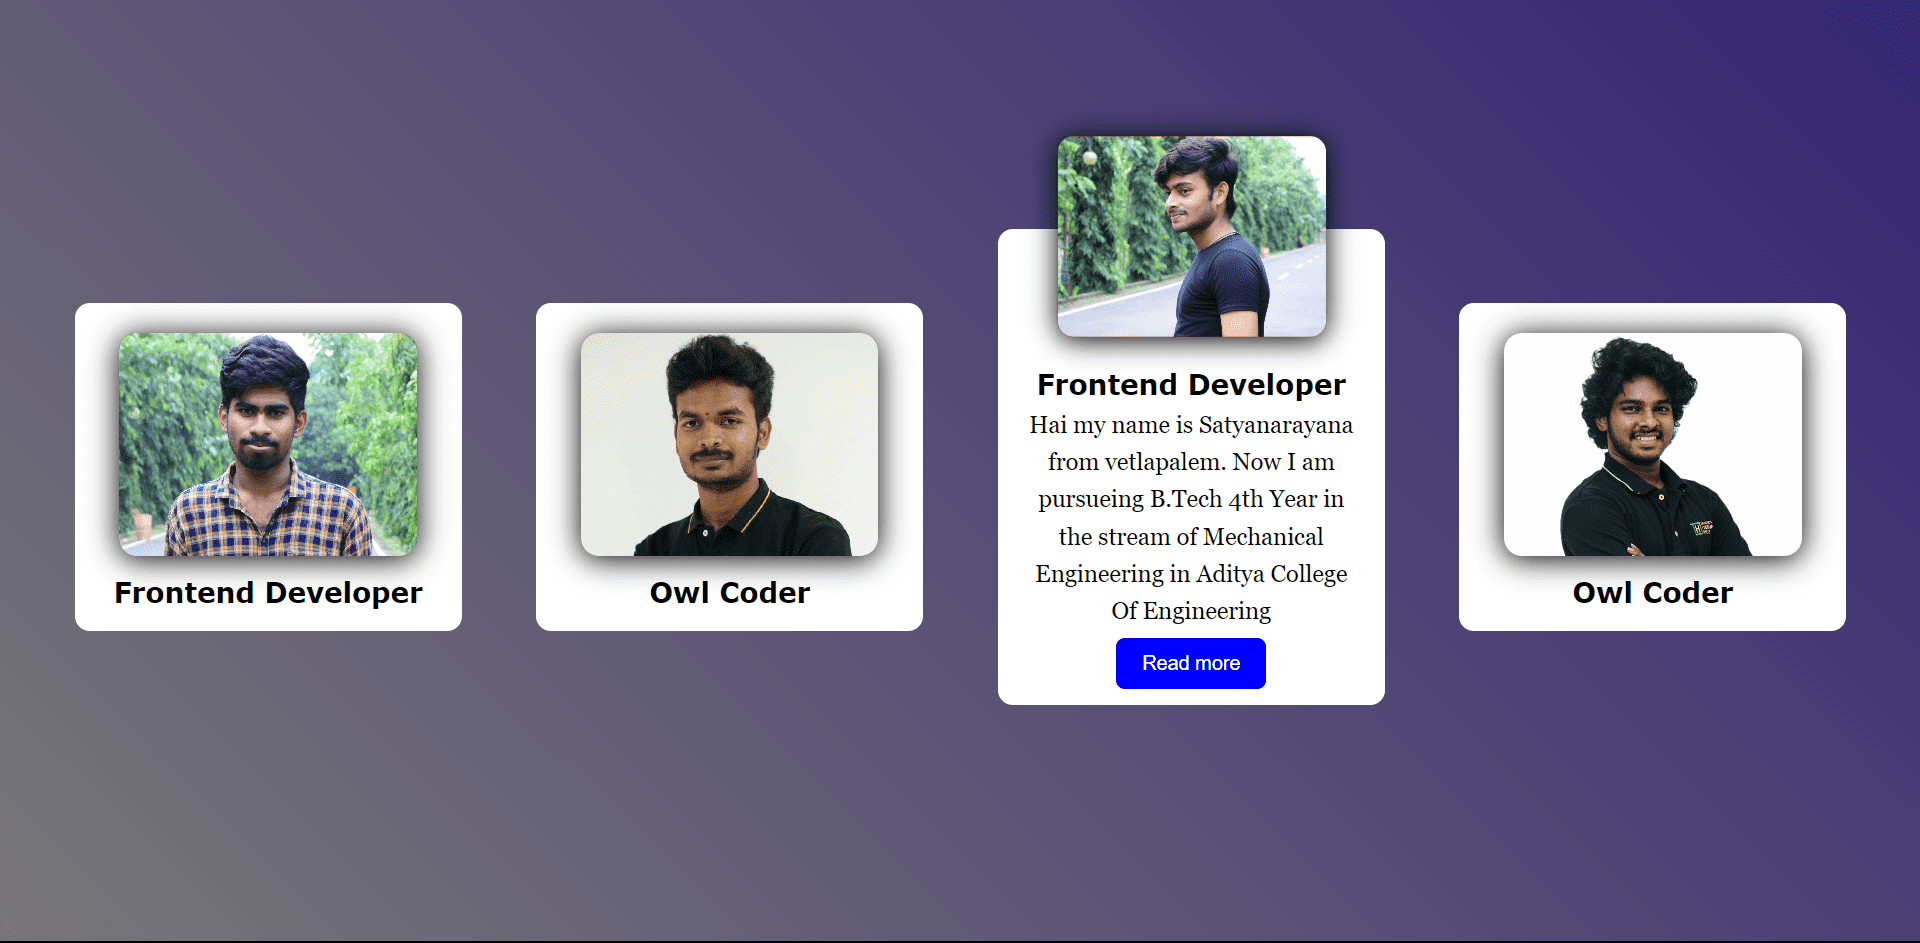 Frontend Developer
Owl Coder
Frontend Developer
Hai my name is Satyanarayana
from vetlapalem. Now I am
pursueing B.Tech 4th Year in
the stream of Mechanical
Engineering in Aditya College
Of Engineering
Read more
Owl Coder